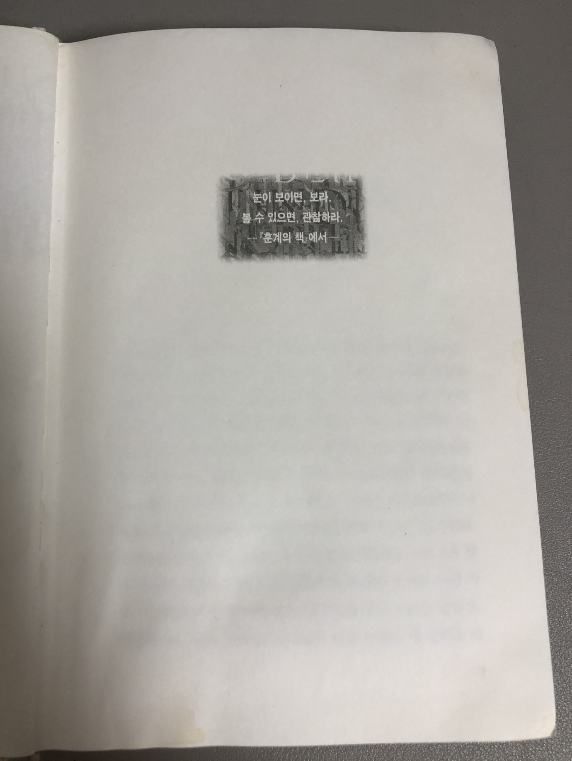 눈이 보이면, 보라.
볼 수 있으면, 관찰하라.
—『훈계의 책』에서—